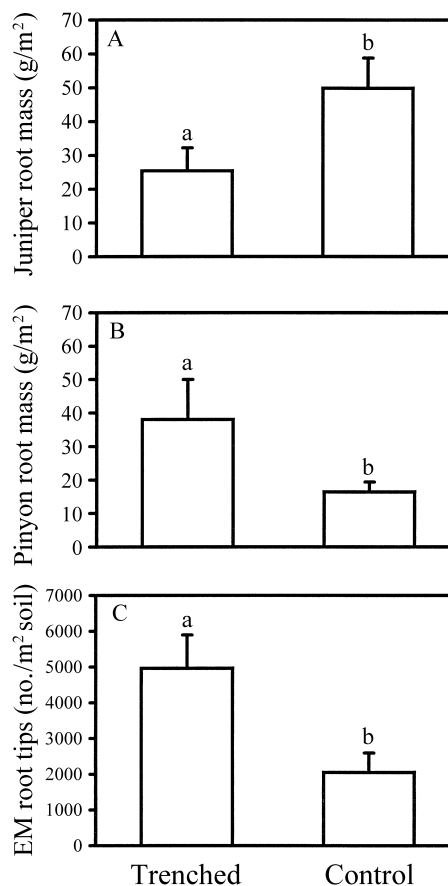 Juniper root mass (g/m²)
70
60
50
40
30
20
10
0
A
a
b
Pinyon root mass (g/m²)
70
60
50
40
30
20
10
0
B
a
b
EM root tips (no./m² soil)
7000
6000
5000
4000
3000
2000
1000
0
C
a
b
Trenched Control